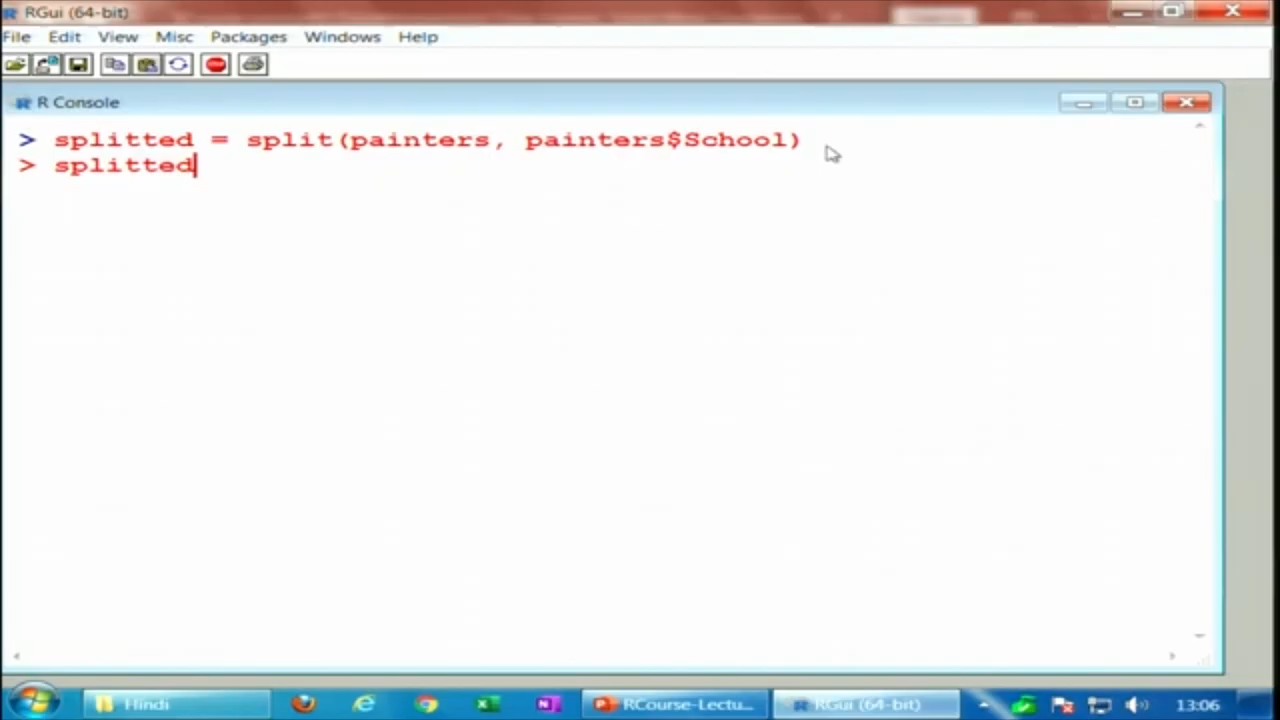 RGui (64-bit)
File Edit View Misc Packages Windows Help
R Console
> splitted = split(painters, painters$School)
> splitted
Hindi
RCourse-Lectu...
RGui (64-bit)
13:06